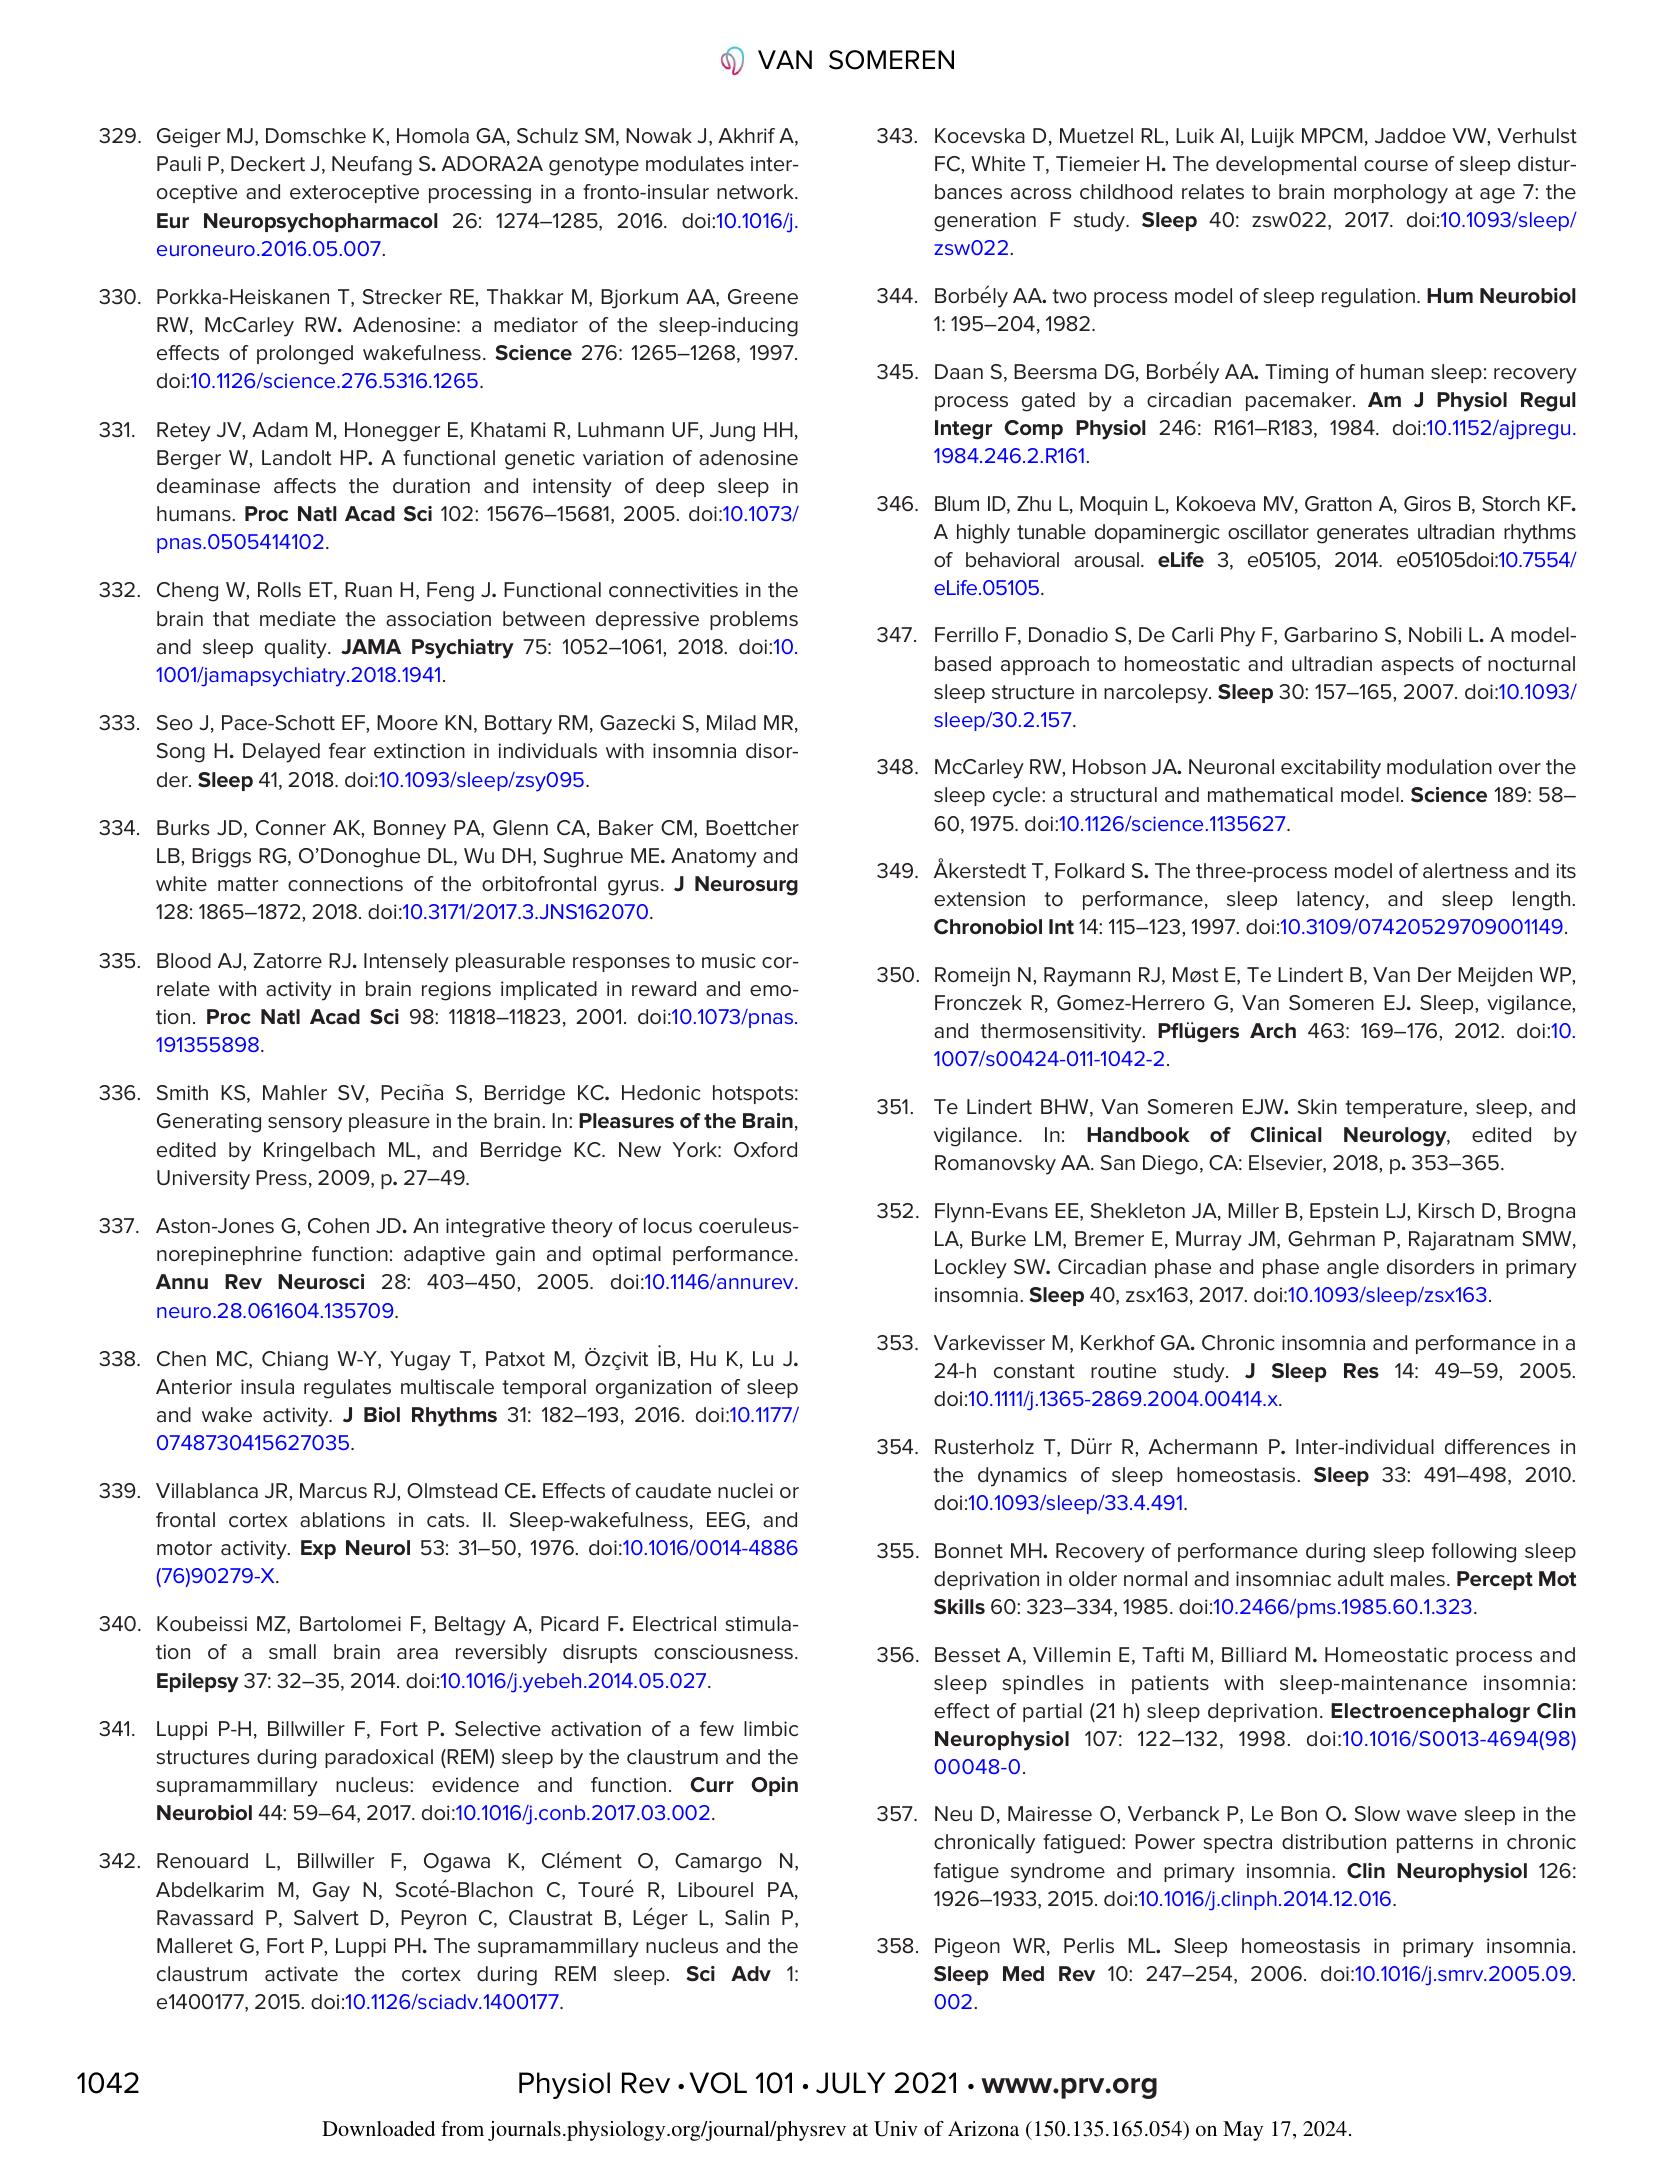 VAN SOMEREN
329. Geiger MJ, Domschke K, Homola GA, Schulz SM, Nowak J, Akhrif A,
Pauli P, Deckert J, Neufang S. ADORA2A genotype modulates inter-
oceptive and exteroceptive processing in a fronto-insular network.
Eur Neuropsychopharmacol 26: 1274–1285, 2016. doi:10.1016/j.
euroneuro.2016.05.007.
330. Porkka-Heiskanen T, Strecker RE, Thakkar M, Bjorkum AA, Greene
RW, McCarley RW. Adenosine: a mediator of the sleep-inducing
effects of prolonged wakefulness. Science 276: 1265–1268, 1997.
doi:10.1126/science.276.5316.1265.
331. Retey JV, Adam M, Honegger E, Khatami R, Luhmann UF, Jung HH,
Berger W, Landolt HP. A functional genetic variation of adenosine
deaminase affects the duration and intensity of deep sleep in
humans. Proc Natl Acad Sci 102: 15676–15681, 2005. doi:10.1073/
pnas.0505414102.
332. Cheng W, Rolls ET, Ruan H, Feng J. Functional connectivities in the
brain that mediate the association between depressive problems
and sleep quality. JAMA Psychiatry 75: 1052–1061, 2018. doi:10.
1001/jamapsychiatry.2018.1941.
333. Seo J, Pace-Schott EF, Moore KN, Bottary RM, Gazecki S, Milad MR,
Song H. Delayed fear extinction in individuals with insomnia disor-
der. Sleep 41, 2018. doi:10.1093/sleep/zsy095.
334. Burks JD, Conner AK, Bonney PA, Glenn CA, Baker CM, Boettcher
LB, Briggs RG, O'Donoghue DL, Wu DH, Sughrue ME. Anatomy and
white matter connections of the orbitofrontal gyrus. J Neurosurg
128: 1865–1872, 2018. doi:10.3171/2017.3.JNS162070.
335. Blood AJ, Zatorre RJ. Intensely pleasurable responses to music cor-
relate with activity in brain regions implicated in reward and emo-
tion. Proc Natl Acad Sci 98: 11818–11823, 2001. doi:10.1073/pnas.
191355898.
336. Smith KS, Mahler SV, Peciña S, Berridge KC. Hedonic hotspots:
Generating sensory pleasure in the brain. In: Pleasures of the Brain,
edited by Kringelbach ML, and Berridge KC. New York: Oxford
University Press, 2009, p. 27–49.
337. Aston-Jones G, Cohen JD. An integrative theory of locus coeruleus-
norepinephrine function: adaptive gain and optimal performance.
Annu Rev Neurosci 28: 403–450, 2005. doi:10.1146/annurev.
neuro.28.061604.135709.
338. Chen MC, Chiang W-Y, Yugay T, Patxot M, Özçivit İB, Hu K, Lu J.
Anterior insula regulates multiscale temporal organization of sleep
and wake activity. J Biol Rhythms 31: 182–193, 2016. doi:10.1177/
0748730415627035.
339. Villablanca JR, Marcus RJ, Olmstead CE. Effects of caudate nuclei or
frontal cortex ablations in cats. II. Sleep-wakefulness, EEG, and
motor activity. Exp Neurol 53: 31–50, 1976. doi:10.1016/0014-4886
(76)90279-X.
340. Koubeissi MZ, Bartolomei F, Beltagy A, Picard F. Electrical stimula-
tion of a small brain area reversibly disrupts consciousness.
Epilepsy 37: 32–35, 2014. doi:10.1016/j.yebeh.2014.05.027.
341. Luppi P-H, Billwiller F, Fort P. Selective activation of a few limbic
structures during paradoxical (REM) sleep by the claustrum and the
supramammillary nucleus: evidence and function. Curr Opin
Neurobiol 44: 59–64, 2017. doi:10.1016/j.conb.2017.03.002.
342. Renouard L, Billwiller F, Ogawa K, Clément O, Camargo N,
Abdelkarim M, Gay N, Scoté-Blachon C, Touré R, Libourel PA,
Ravassard P, Salvert D, Peyron C, Claustrat B, Léger L, Salin P,
Malleret G, Fort P, Luppi PH. The supramammillary nucleus and the
claustrum activate the cortex during REM sleep. Sci Adv 1:
e1400177, 2015. doi:10.1126/sciadv.1400177.
343. Kocevska D, Muetzel RL, Luik AI, Luijk MPCM, Jaddoe VW, Verhulst
FC, White T, Tiemeier H. The developmental course of sleep distur-
bances across childhood relates to brain morphology at age 7: the
generation F study. Sleep 40: zsw022, 2017. doi:10.1093/sleep/
zsw022.
344. Borbély AA. two process model of sleep regulation. Hum Neurobiol
1: 195–204, 1982.
345. Daan S, Beersma DG, Borbély AA. Timing of human sleep: recovery
process gated by a circadian pacemaker. Am J Physiol Regul
Integr Comp Physiol 246: R161–R183, 1984. doi:10.1152/ajpregu.
1984.246.2.R161.
346. Blum ID, Zhu L, Moquin L, Kokoeva MV, Gratton A, Giros B, Storch KF.
A highly tunable dopaminergic oscillator generates ultradian rhythms
of behavioral arousal. eLife 3, e05105, 2014. e05105doi:10.7554/
eLife.05105.
347. Ferrillo F, Donadio S, De Carli Phy F, Garbarino S, Nobili L. A model-
based approach to homeostatic and ultradian aspects of nocturnal
sleep structure in narcolepsy. Sleep 30: 157–165, 2007. doi:10.1093/
sleep/30.2.157.
348. McCarley RW, Hobson JA. Neuronal excitability modulation over the
sleep cycle: a structural and mathematical model. Science 189: 58–
60, 1975. doi:10.1126/science.1135627.
349. Åkerstedt T, Folkard S. The three-process model of alertness and its
extension to performance, sleep latency, and sleep length.
Chronobiol Int 14: 115–123, 1997. doi:10.3109/07420529709001149.
350. Romeijn N, Raymann RJ, Møst E, Te Lindert B, Van Der Meijden WP,
Fronczek R, Gomez-Herrero G, Van Someren EJ. Sleep, vigilance,
and thermosensitivity. Pflügers Arch 463: 169–176, 2012. doi:10.
1007/s00424-011-1042-2.
351. Te Lindert BHW, Van Someren EJW. Skin temperature, sleep, and
vigilance. In: Handbook of Clinical Neurology, edited by
Romanovsky AA. San Diego, CA: Elsevier, 2018, p. 353–365.
352. Flynn-Evans EE, Shekleton JA, Miller B, Epstein LJ, Kirsch D, Brogna
LA, Burke LM, Bremer E, Murray JM, Gehrman P, Rajaratnam SMW,
Lockley SW. Circadian phase and phase angle disorders in primary
insomnia. Sleep 40, zsx163, 2017. doi:10.1093/sleep/zsx163.
353. Varkevisser M, Kerkhof GA. Chronic insomnia and performance in a
24-h constant routine study. J Sleep Res 14: 49–59, 2005.
doi:10.1111/j.1365-2869.2004.00414.x.
354. Rusterholz T, Dürr R, Achermann P. Inter-individual differences in
the dynamics of sleep homeostasis. Sleep 33: 491–498, 2010.
doi:10.1093/sleep/33.4.491.
355. Bonnet MH. Recovery of performance during sleep following sleep
deprivation in older normal and insomniac adult males. Percept Mot
Skills 60: 323–334, 1985. doi:10.2466/pms.1985.60.1.323.
356. Besset A, Villemin E, Tafti M, Billiard M. Homeostatic process and
sleep spindles in patients with sleep-maintenance insomnia:
effect of partial (21 h) sleep deprivation. Electroencephalogr Clin
Neurophysiol 107: 122–132, 1998. doi:10.1016/S0013-4694(98)
00048-0.
357. Neu D, Mairesse O, Verbanck P, Le Bon O. Slow wave sleep in the
chronically fatigued: Power spectra distribution patterns in chronic
fatigue syndrome and primary insomnia. Clin Neurophysiol 126:
1926–1933, 2015. doi:10.1016/j.clinph.2014.12.016.
358. Pigeon WR, Perlis ML. Sleep homeostasis in primary insomnia.
Sleep Med Rev 10: 247–254, 2006. doi:10.1016/j.smrv.2005.09.
002.
1042 Physiol Rev • VOL 101 • JULY 2021 • www.prv.org
Downloaded from journals.physiology.org/journal/physrev at Univ of Arizona (150.135.165.054) on May 17, 2024.